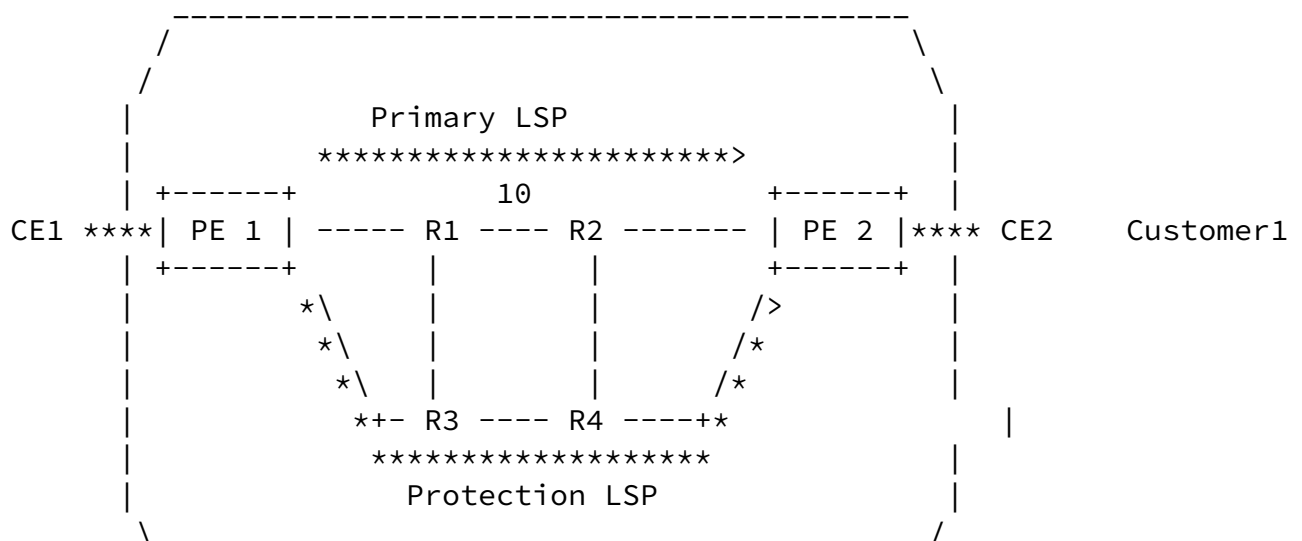 Primary LSP
10
CE1 PE 1 R1 R2 PE 2 CE2 Customer1
R3 R4
Protection LSP